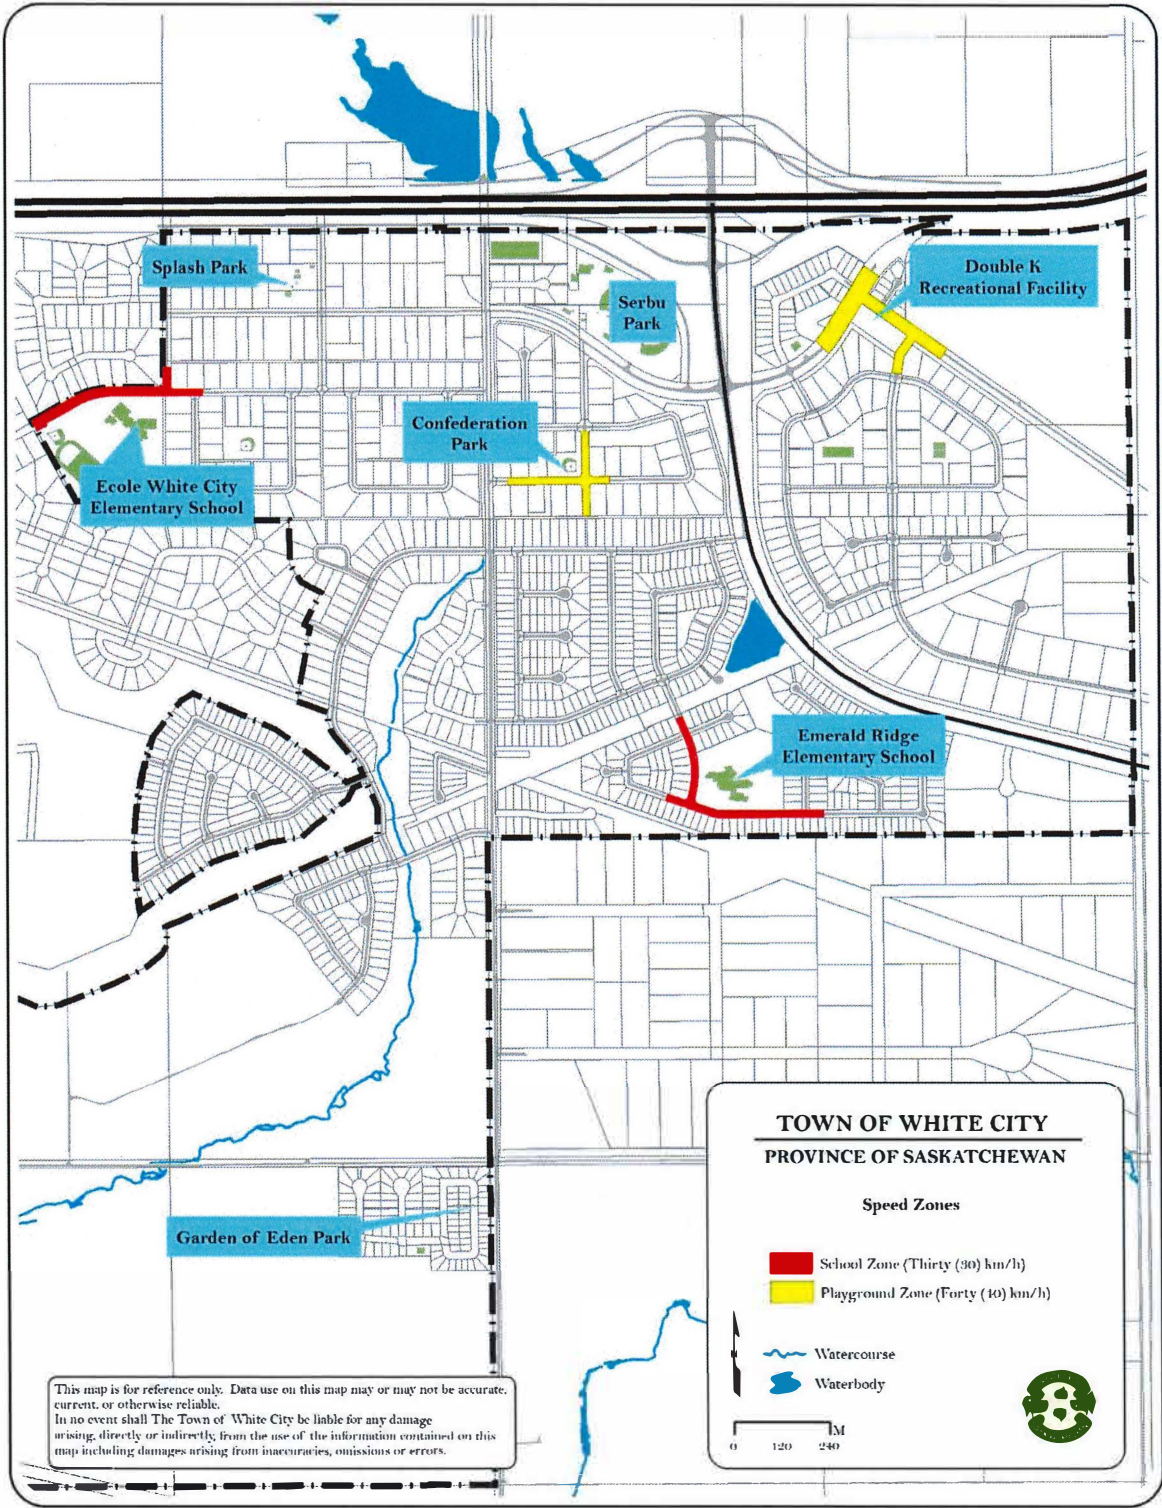 Splash Park
Double K
Recreational Facility
Serbu
Park
Confederation
Park
Ecole White City
Elementary School
Emerald Ridge
Elementary School
Garden of Eden Park
TOWN OF WHITE CITY
PROVINCE OF SASKATCHEWAN
Speed Zones
School Zone (Thirty (30) km/h)
Playground Zone (Forty (40) km/h)
Watercourse
Waterbody
M
0 120 240
This map is for reference only. Data use on this map may or may not be accurate,
current, or otherwise reliable.
In no event shall The Town of White City be liable for any damage
arising, directly or indirectly, from the use of the information contained on this
map including damages arising from inaccuracies, omissions or errors.